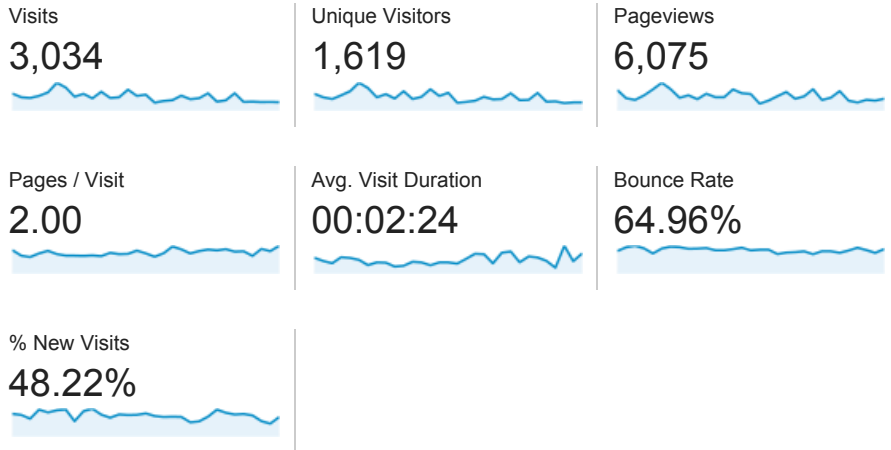 Visits
3,034
Unique Visitors
1,619
Pageviews
6,075
Pages / Visit
2.00
Avg. Visit Duration
00:02:24
Bounce Rate
64.96%
% New Visits
48.22%